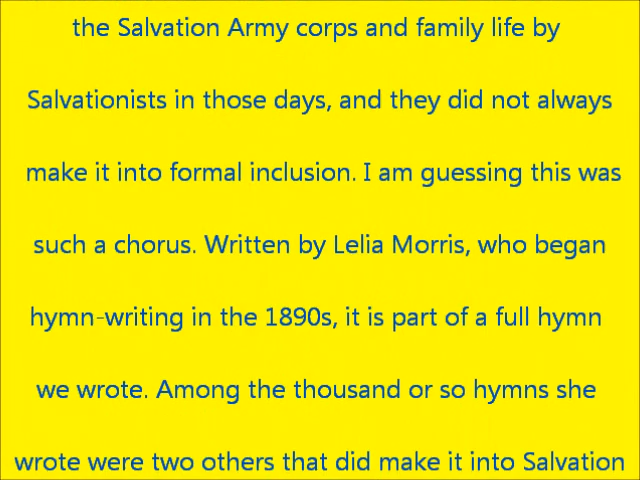 the Salvation Army corps and family life by
Salvationists in those days, and they did not always
make it into formal inclusion. I am guessing this was
such a chorus. Written by Lelia Morris, who began
hymn-writing in the 1890s, it is part of a full hymn
we wrote. Among the thousand or so hymns she
wrote were two others that did make it into Salvation